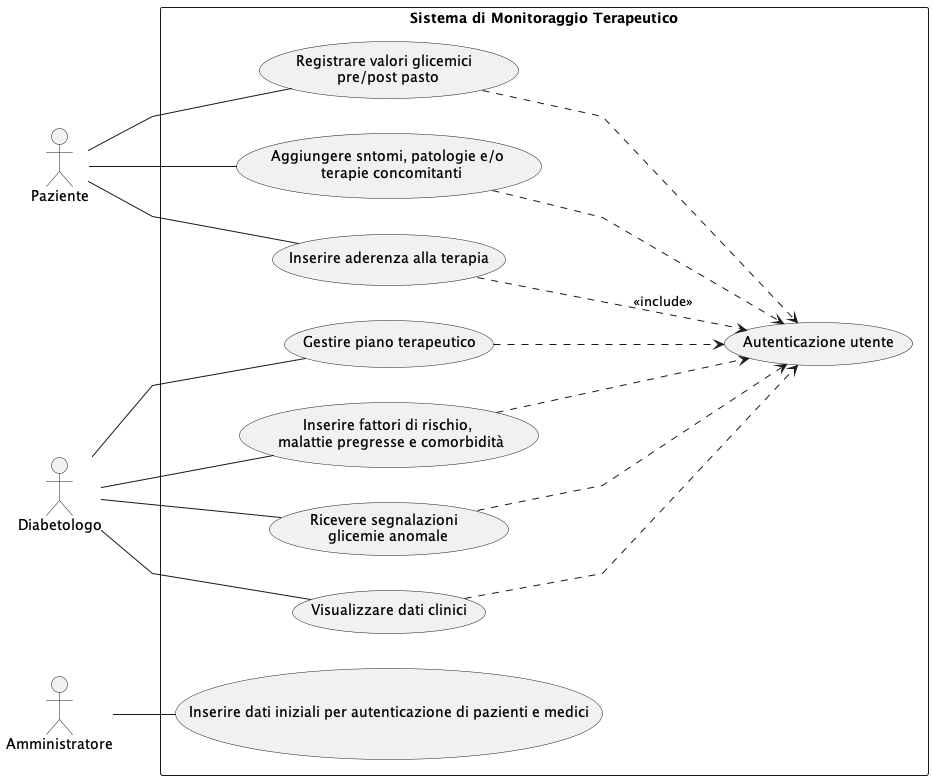 Sistema di Monitoraggio Terapeutico
Registrare valori glicemici
pre/post pasto
Aggiungere sntomi, patologie e/o
terapie concomitanti
Paziente
Inserire aderenza alla terapia
«include»
Gestire piano terapeutico
Autenticazione utente
Inserire fattori di rischio,
malattie pregresse e comorbidità
Ricevere segnalazioni
glicemie anomale
Diabetologo
Visualizzare dati clinici
Inserire dati iniziali per autenticazione di pazienti e medici
Amministratore